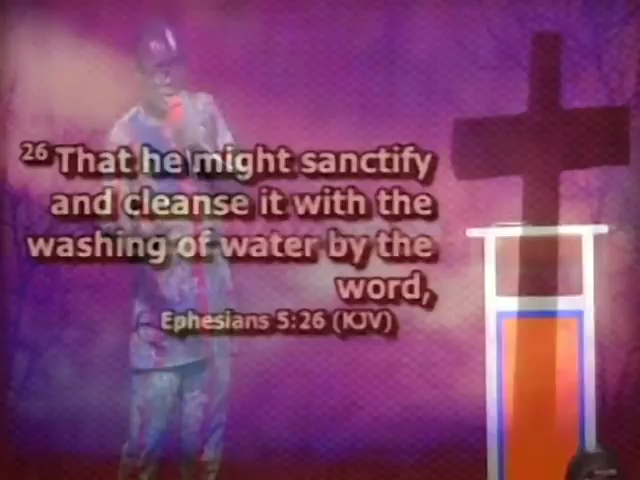 26 That he might sanctify
and cleanse it with the
washing of water by the
word,
Ephesians 5:26 (KJV)